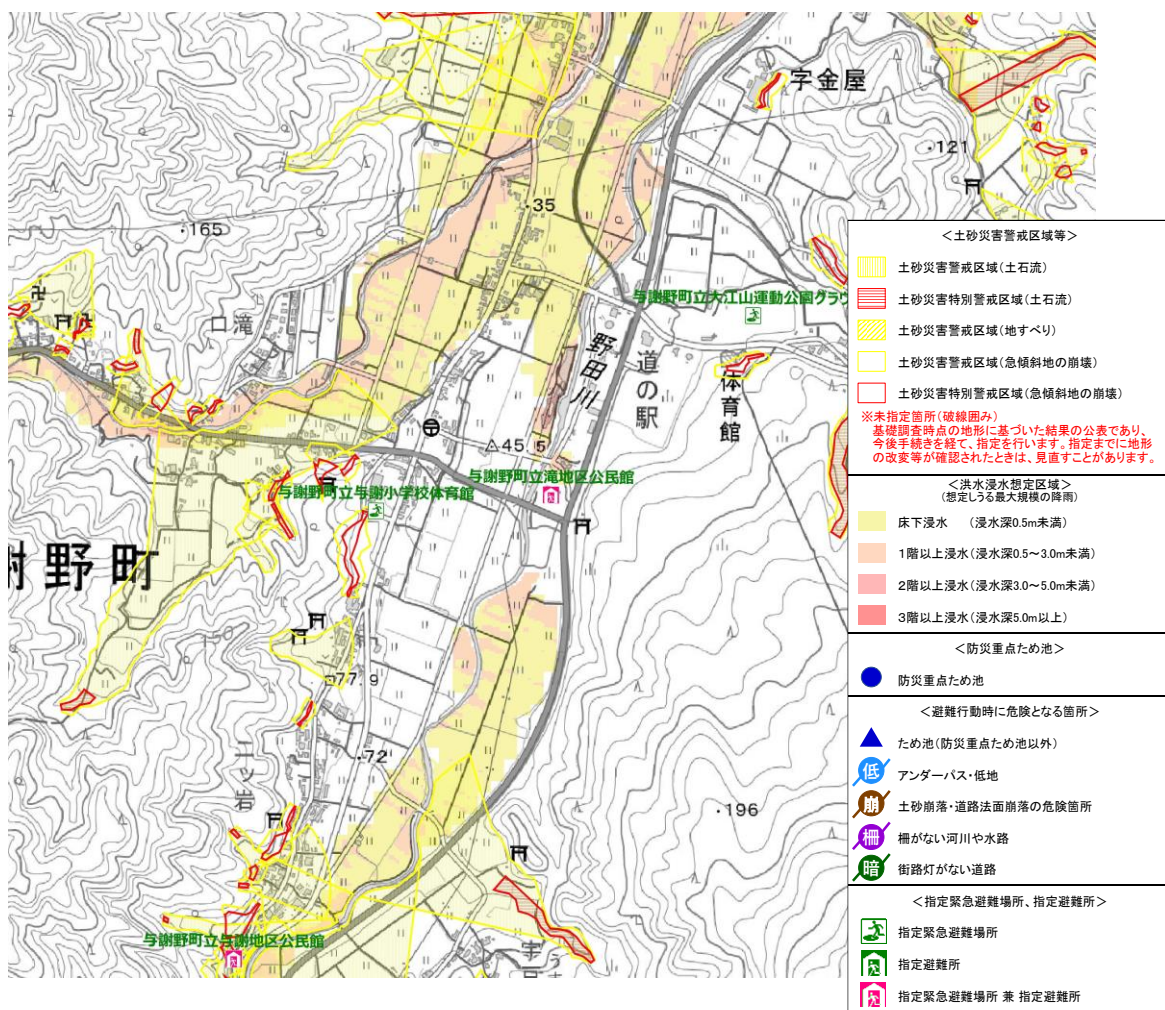 字金屋
・121
・35
・165
口滝
与謝野町立大江山運動公園グラウ
野田川
道の駅
体育館
45.5
与謝野町立滝地区公民館
与謝野町立与謝小学校体育館
謝野町
150
77.9
・72
二ッ岩
・196
与謝野町立与謝地区公民館
＜土砂災害警戒区域等＞
土砂災害警戒区域（土石流）
土砂災害特別警戒区域（土石流）
土砂災害警戒区域（地すべり）
土砂災害警戒区域（急傾斜地の崩壊）
土砂災害特別警戒区域（急傾斜地の崩壊）
※未指定箇所（破線囲み）
基礎調査時点の地形に基づいた結果の公表であり、
今後手続きを経て、指定を行います。指定までに地形
の改変等が確認されたときは、見直すことがあります。
＜洪水浸水想定区域＞
（想定しうる最大規模の降雨）
床下浸水　（浸水深0.5m未満）
1階以上浸水（浸水深0.5～3.0m未満）
2階以上浸水（浸水深3.0～5.0m未満）
3階以上浸水（浸水深5.0m以上）
＜防災重点ため池＞
防災重点ため池
＜避難行動時に危険となる箇所＞
ため池（防災重点ため池以外）
低 アンダーパス・低地
崩 土砂崩落・道路法面崩落の危険箇所
柵 柵がない河川や水路
暗 街路灯がない道路
＜指定緊急避難場所、指定避難所＞
指定緊急避難場所
指定避難所
指定緊急避難場所 兼 指定避難所